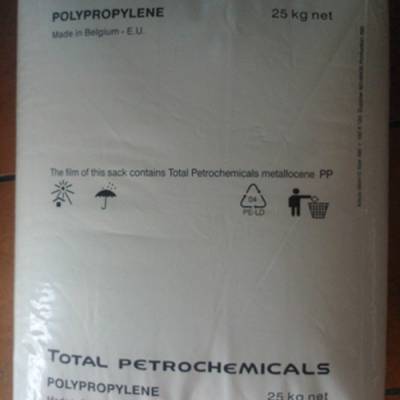 POLYPROPYLENE 25 kg net
Made in Belgium - E.U.
The film of this sack contains Total Petrochemicals metallocene PP
04
PE-LD
TOTAL PETROCHEMICALS
POLYPROPYLENE 25 kg net